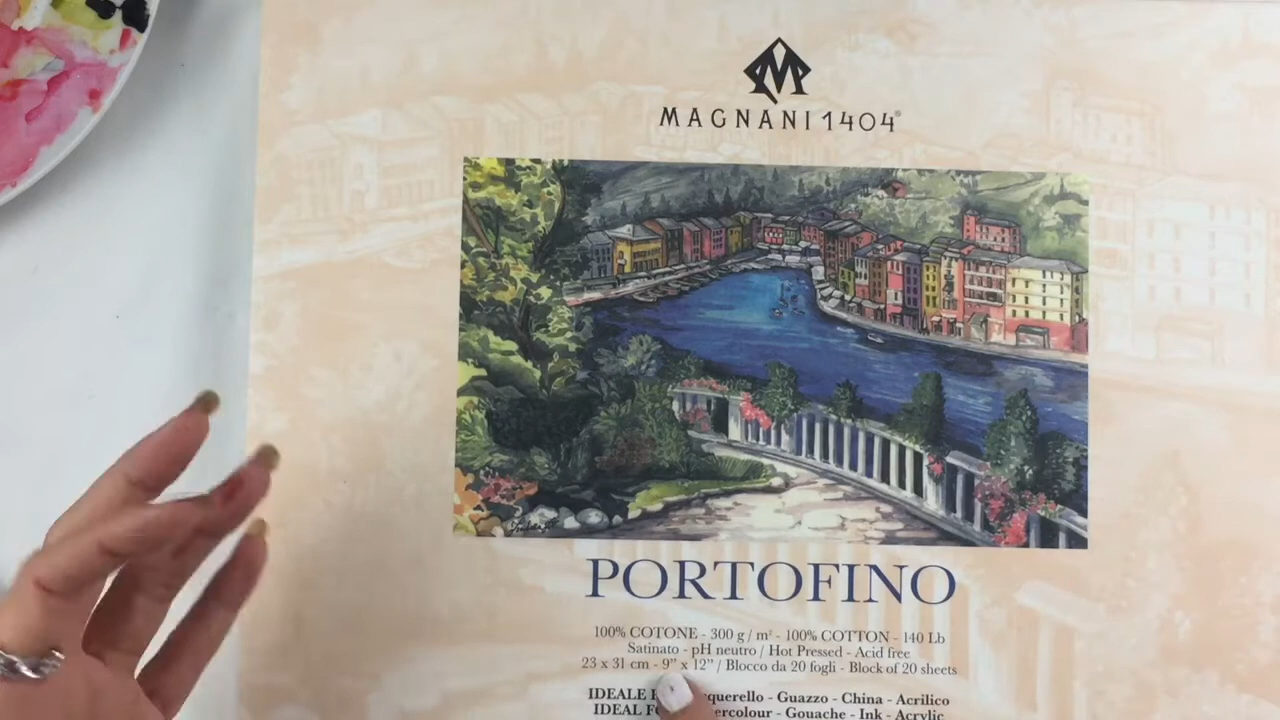 MAGNANI 1404®
PORTOFINO
100% COTONE - 300 g / m² - 100% COTTON - 140 Lb
Satinato - pH neutro / Hot Pressed - Acid free
23 x 31 cm - 9” x 12” / Blocco da 20 fogli - Block of 20 sheets
IDEALE - Guazzo - China - Acrilico
IDEAL - Gouache - Ink - Acrylic